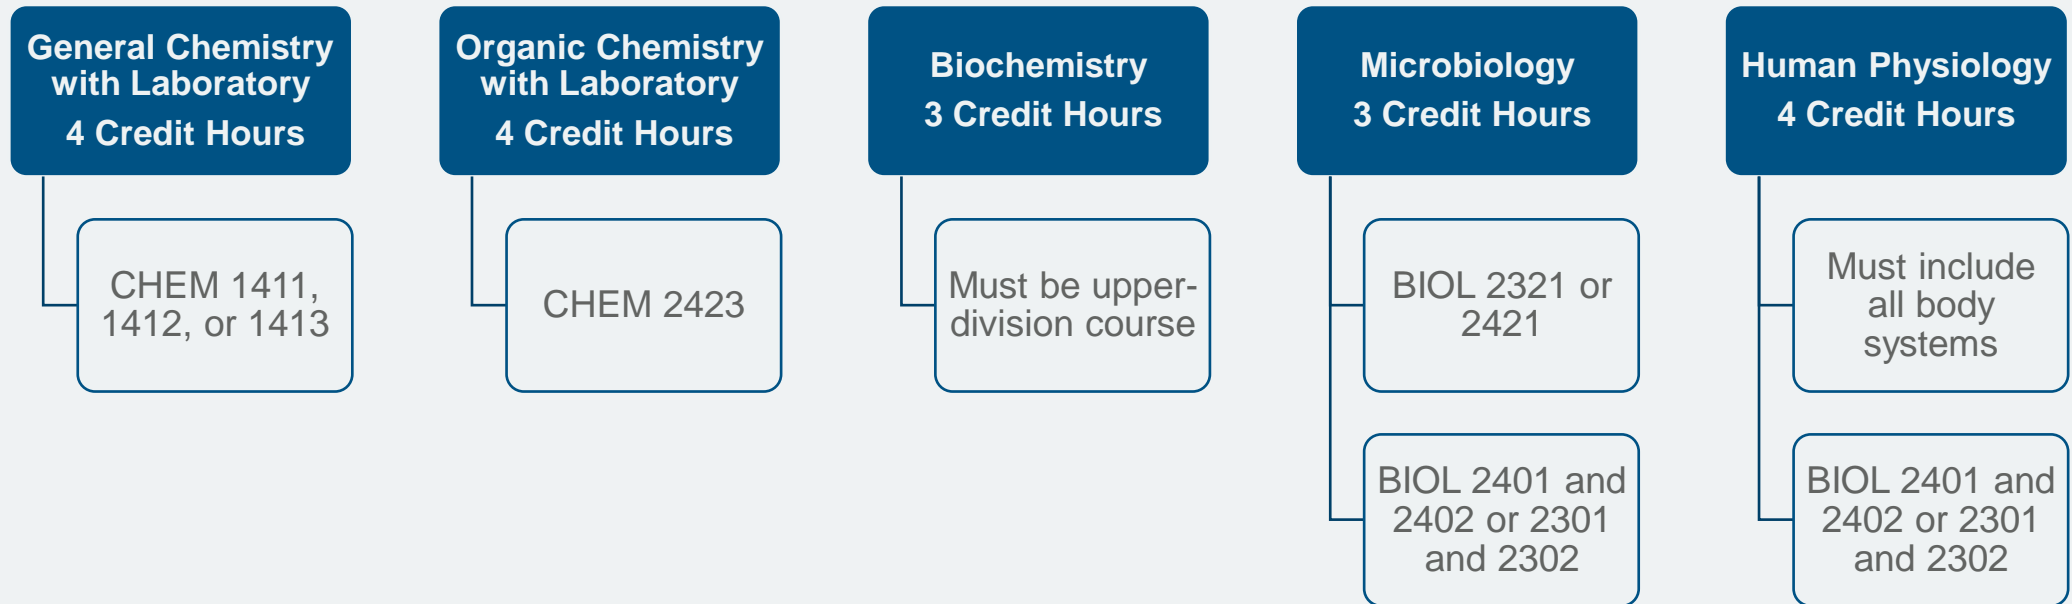 General Chemistry
with Laboratory
4 Credit Hours
CHEM 1411,
1412, or 1413
Organic Chemistry
with Laboratory
4 Credit Hours
CHEM 2423
Biochemistry
3 Credit Hours
Must be upper-
division course
Microbiology
3 Credit Hours
BIOL 2321 or
2421
BIOL 2401 and
2402 or 2301
and 2302
Human Physiology
4 Credit Hours
Must include
all body
systems
BIOL 2401 and
2402 or 2301
and 2302